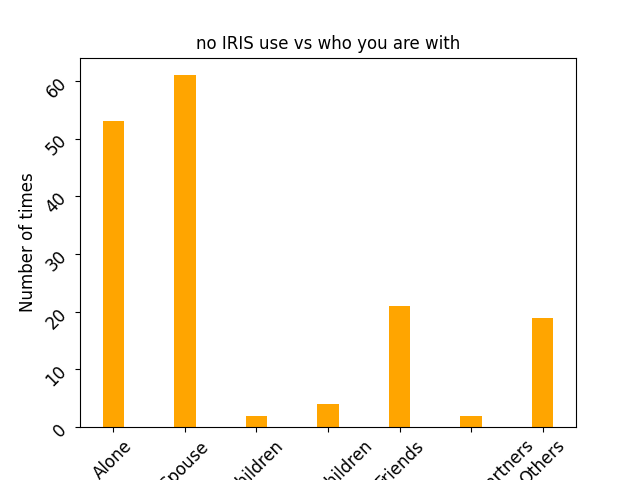 no IRIS use vs who you are with
Number of times
60
50
40
30
20
10
0
Alone
Spouse
hildren
hildren
Friends
artners
Others